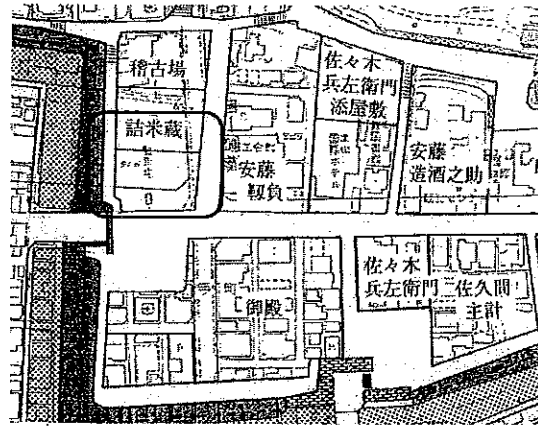 稽古場
詰米蔵
安藤
靱負
佐々木
兵左衛門
添屋敷
安藤
造酒之助
御殿
佐々木
兵左衛門
佐久間
主計